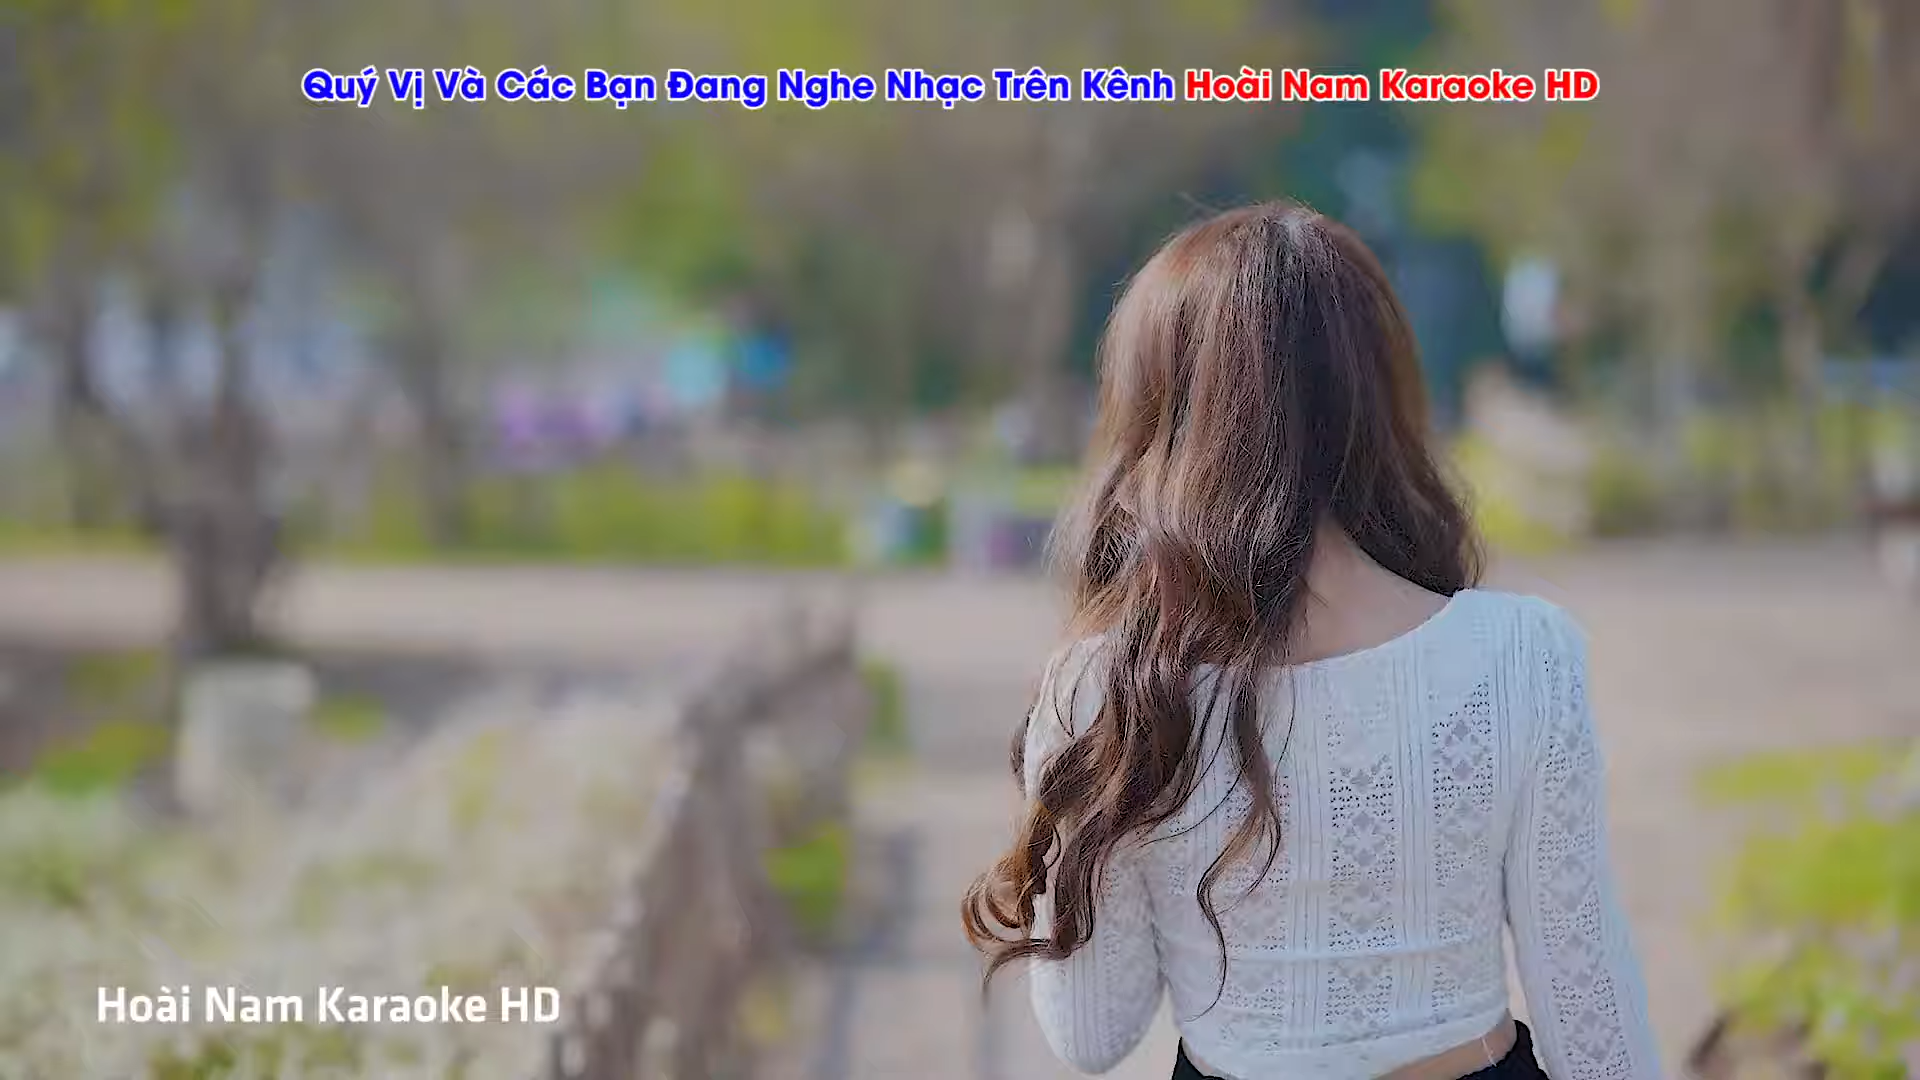 Quý Vị Và Các Bạn Đang Nghe Nhạc Trên Kênh Hoài Nam Karaoke HD
Hoài Nam Karaoke HD